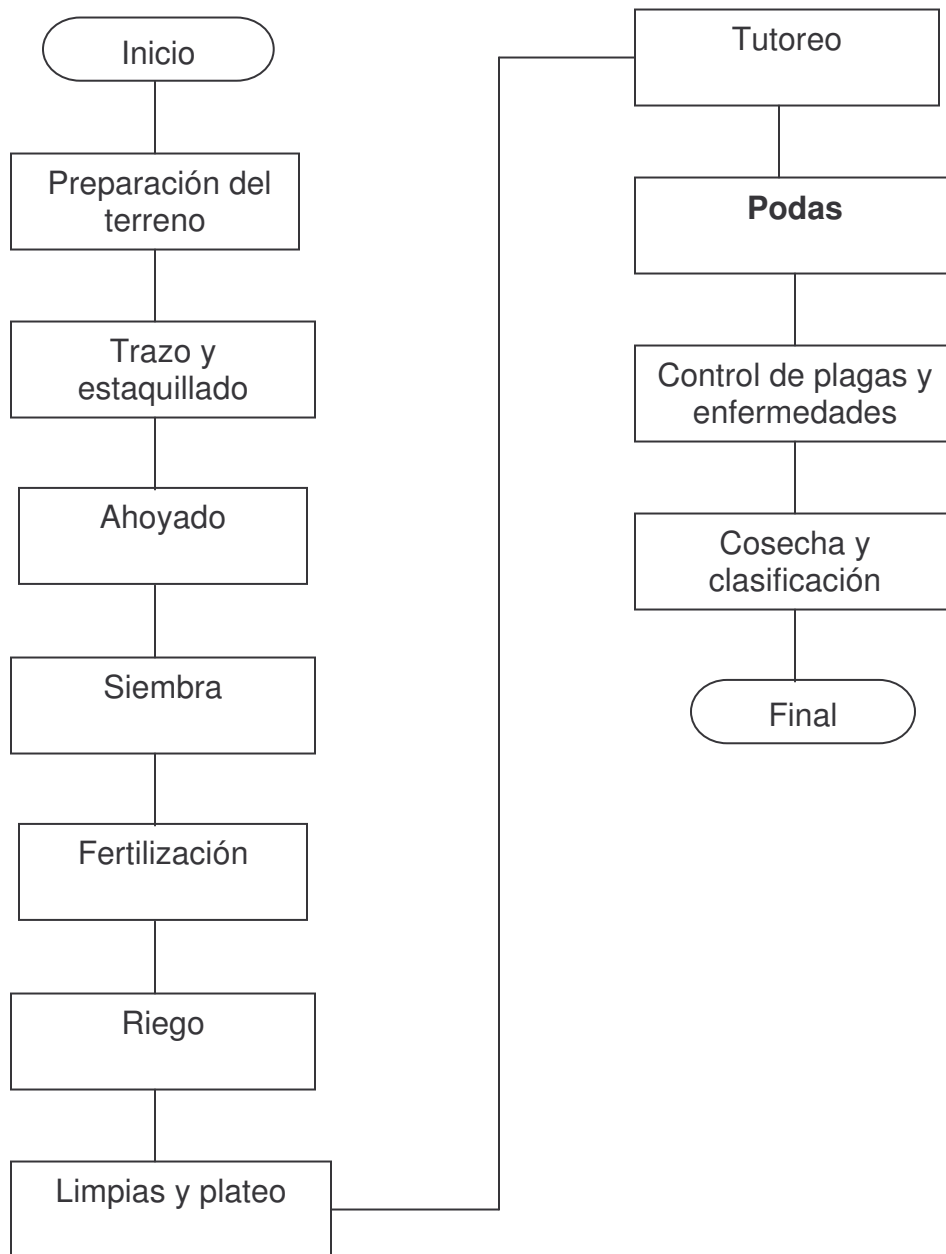 Inicio
Preparación del
terreno
Trazo y
estaquillado
Ahoyado
Siembra
Fertilización
Riego
Limpias y plateo
Tutoreo
Podas
Control de plagas y
enfermedades
Cosecha y
clasificación
Final